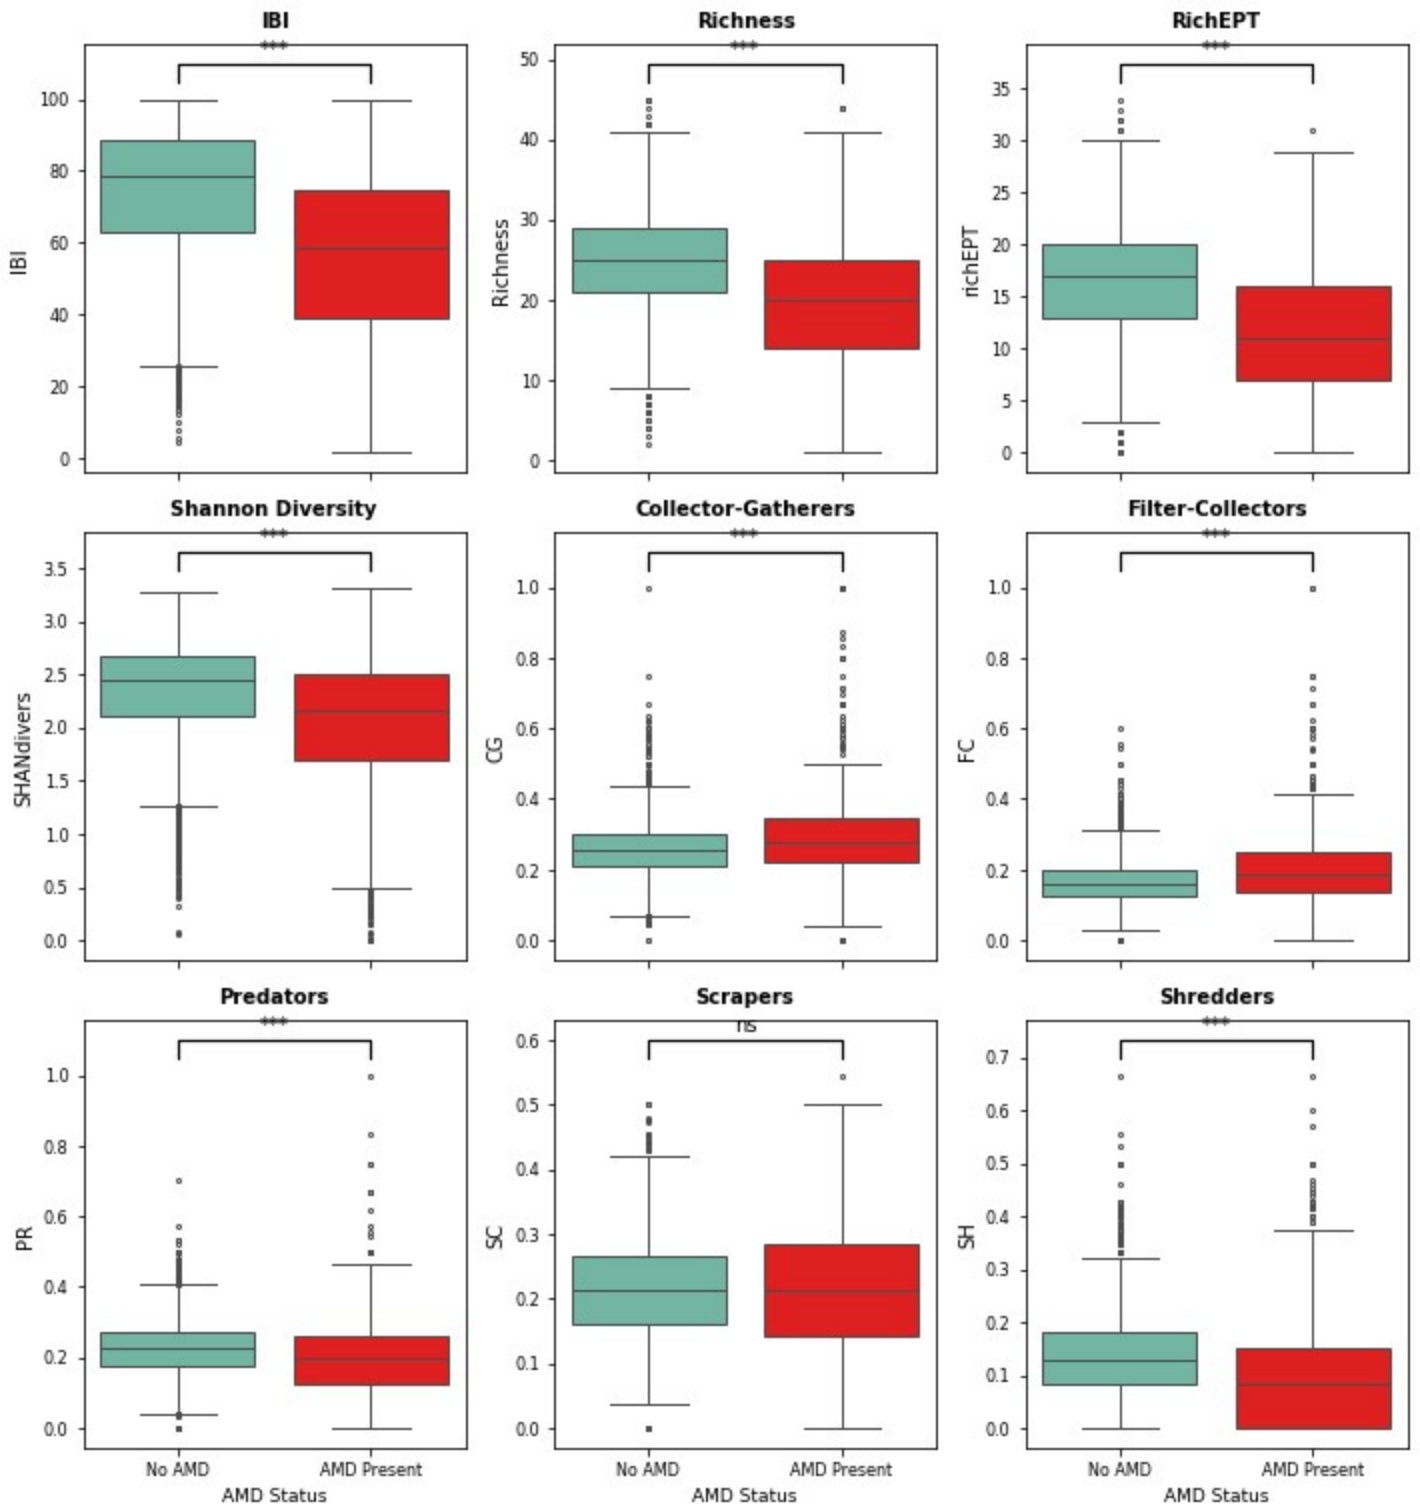 IBI
Richness
RichEPT
***
***
***
IBI
100
80
60
40
20
0
Richness
50
40
30
20
10
0
richEPT
35
30
25
20
15
10
5
0
Shannon Diversity
Collector-Gatherers
Filter-Collectors
***
***
***
SHANdivers
3.5
3.0
2.5
2.0
1.5
1.0
0.5
0.0
CG
1.0
0.8
0.6
0.4
0.2
0.0
FC
1.0
0.8
0.6
0.4
0.2
0.0
Predators
Scrapers
Shredders
***
ns
***
PR
1.0
0.8
0.6
0.4
0.2
0.0
SC
0.6
0.5
0.4
0.3
0.2
0.1
0.0
SH
0.7
0.6
0.5
0.4
0.3
0.2
0.1
0.0
No AMD
AMD Present
No AMD
AMD Present
No AMD
AMD Present
AMD Status
AMD Status
AMD Status